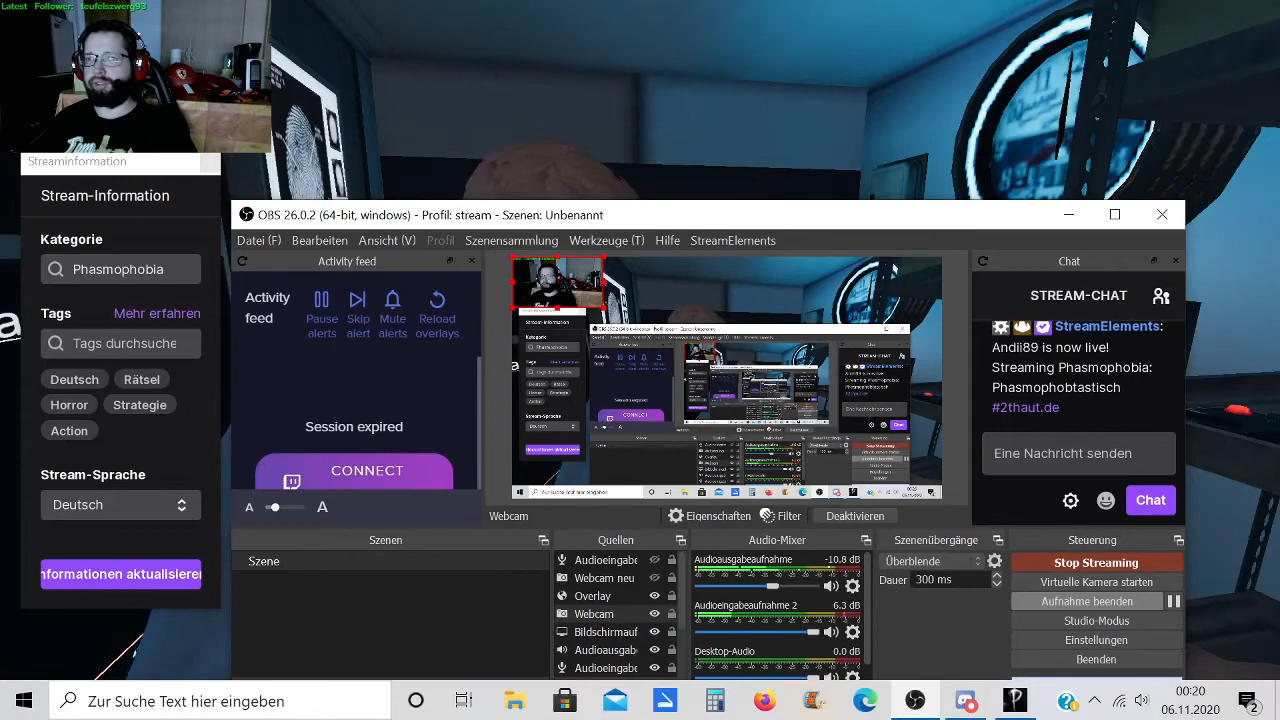 Latest Follower: teufelszwerg93
Streaminformation
Stream-Information
Kategorie
Phasmophobia
Tags
Mehr erfahren
Tags durchsuche
Deutsch
Rätsel
Horror
Strategie
Action
Stream-Sprache
Deutsch
nformationen aktualisieren
OBS 26.0.2 (64-bit, windows) - Profil: stream - Szenen: Unbenannt
Datei (F) Bearbeiten Ansicht (V) Profil Szenensammlung Werkzeuge (T) Hilfe StreamElements
Activity feed
Activity
feed
Pause
alerts
Skip
alerts
Mute
alerts
Reload
overlays
Session expired
CONNECT
A A
Webcam
Eigenschaften
Filter
Deaktivieren
Chat
STREAM-CHAT
StreamElements:
Andii89 is now live!
Streaming Phasmophobia:
Phasmophobtastisch
#2thaut.de
Eine Nachricht senden
Chat
Szenen
Szene
Quellen
Audioeingabe
Webcam neu
Overlay
Webcam
Bildschirmauf
Audioausgab
Audioeingabe
Audio-Mixer
Audioausgabeaufnahme -10.8 dB
Audioeingabeaufnahme 2 6.3 dB
Desktop-Audio 0.0 dB
Szenenübergänge
Überblende
Dauer 300 ms
Steuerung
Stop Streaming
Virtuelle Kamera starten
Aufnahme beenden
Studio-Modus
Einstellungen
Beenden
Zur Suche Text hier eingeben
00:20
06.11.2020
2